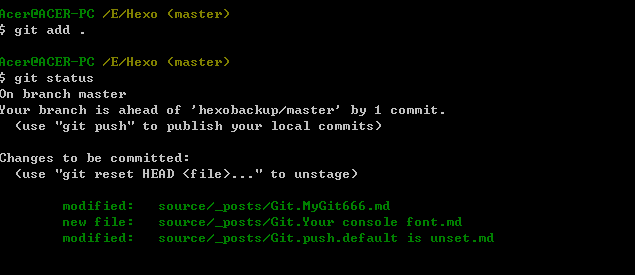 Acer@ACER-PC /E/Hexo (master)
$ git add .
Acer@ACER-PC /E/Hexo (master)
$ git status
On branch master
Your branch is ahead of 'hexobackup/master' by 1 commit.
  (use "git push" to publish your local commits)
Changes to be committed:
  (use "git reset HEAD <file>..." to unstage)
        modified:   source/_posts/Git.MyGit666.md
        new file:   source/_posts/Git.Your console font.md
        modified:   source/_posts/Git.push.default is unset.md